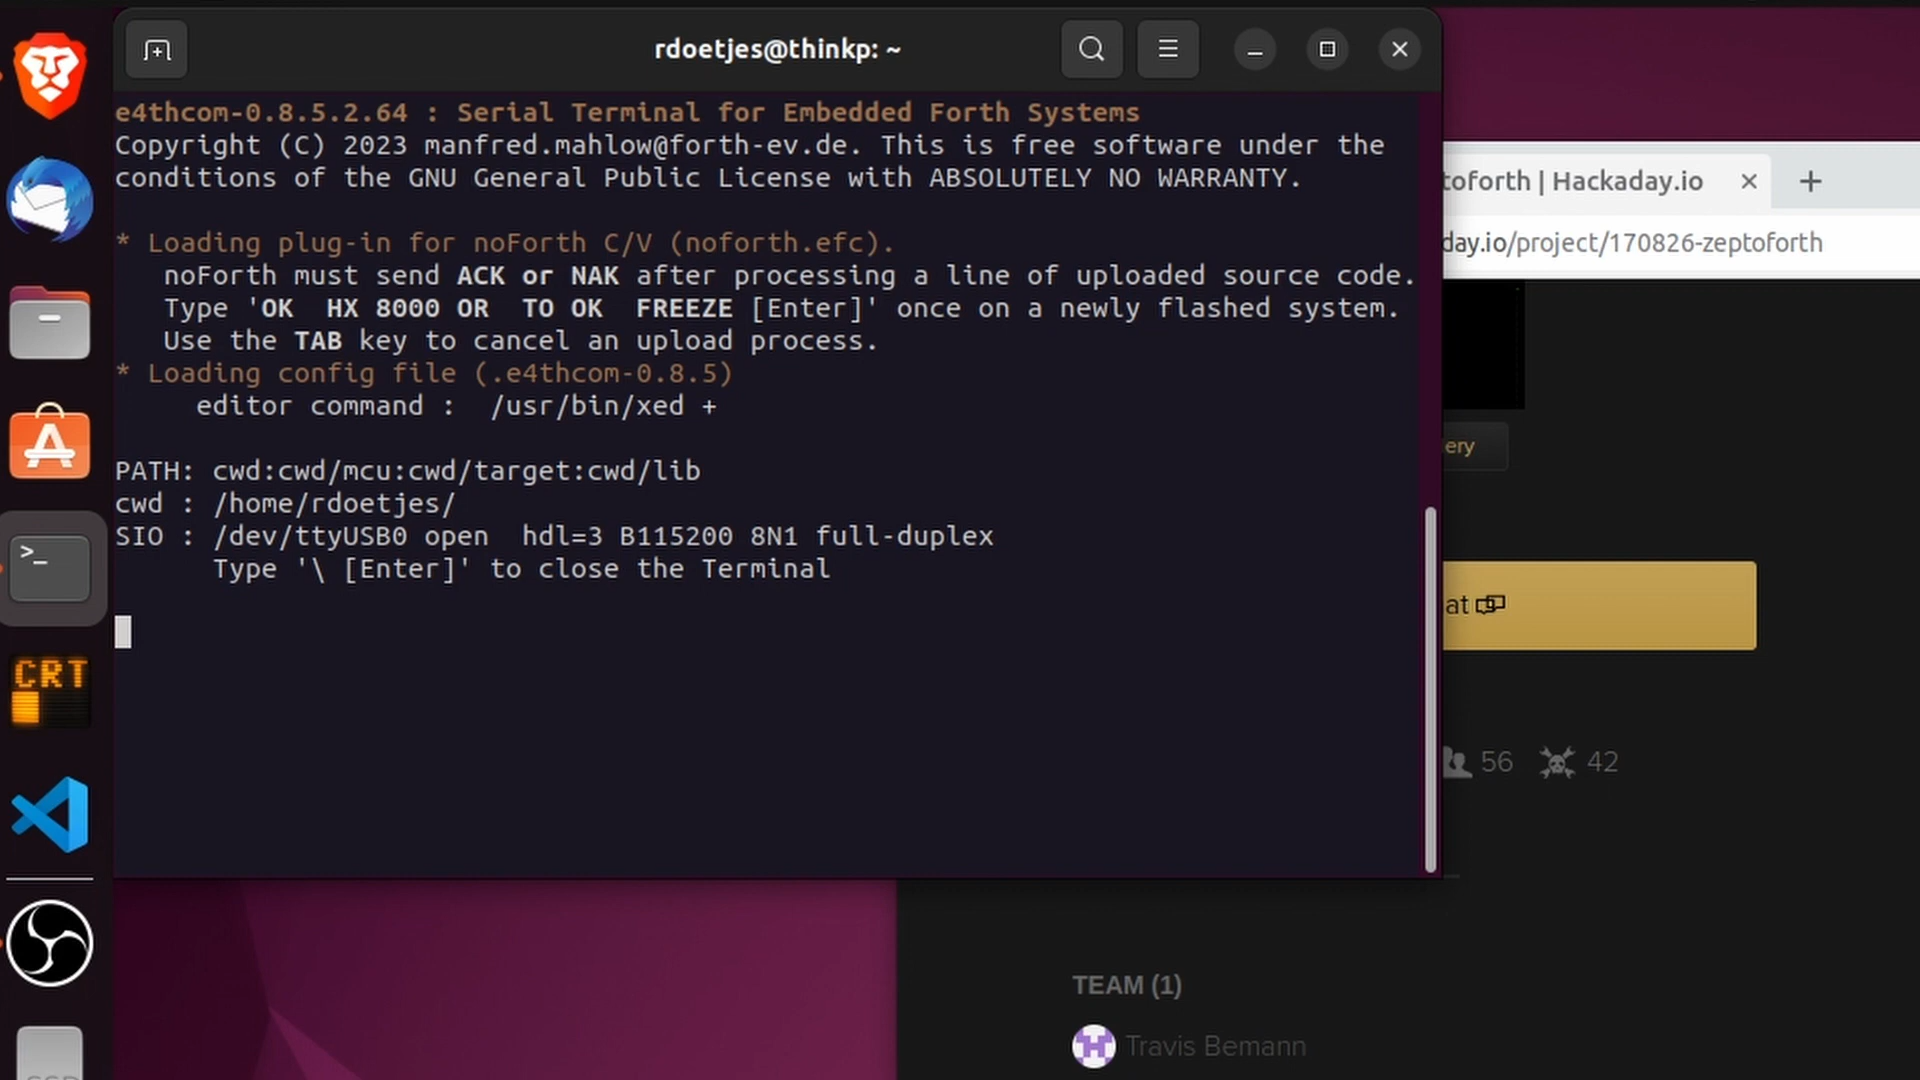 rdoetjes@thinkp: ~
e4thcom-0.8.5.2.64 : Serial Terminal for Embedded Forth Systems
Copyright (C) 2023 manfred.mahlow@forth-ev.de. This is free software under the
conditions of the GNU General Public License with ABSOLUTELY NO WARRANTY.
* Loading plug-in for noForth C/V (noforth.efc).
noForth must send ACK or NAK after processing a line of uploaded source code.
Type 'OK  HX 8000 OR  TO OK  FREEZE [Enter]' once on a newly flashed system.
Use the TAB key to cancel an upload process.
* Loading config file (.e4thcom-0.8.5)
editor command :  /usr/bin/xed +
PATH: cwd:cwd/mcu:cwd/target:cwd/lib
cwd : /home/rdoetjes/
SIO : /dev/ttyUSB0 open  hdl=3 B115200 8N1 full-duplex
Type '\ [Enter]' to close the Terminal
>_
CRT
toforth | Hackaday.io
day.io/project/170826-zeptoforth
ery
at
56 42
TEAM (1)
Travis Bemann